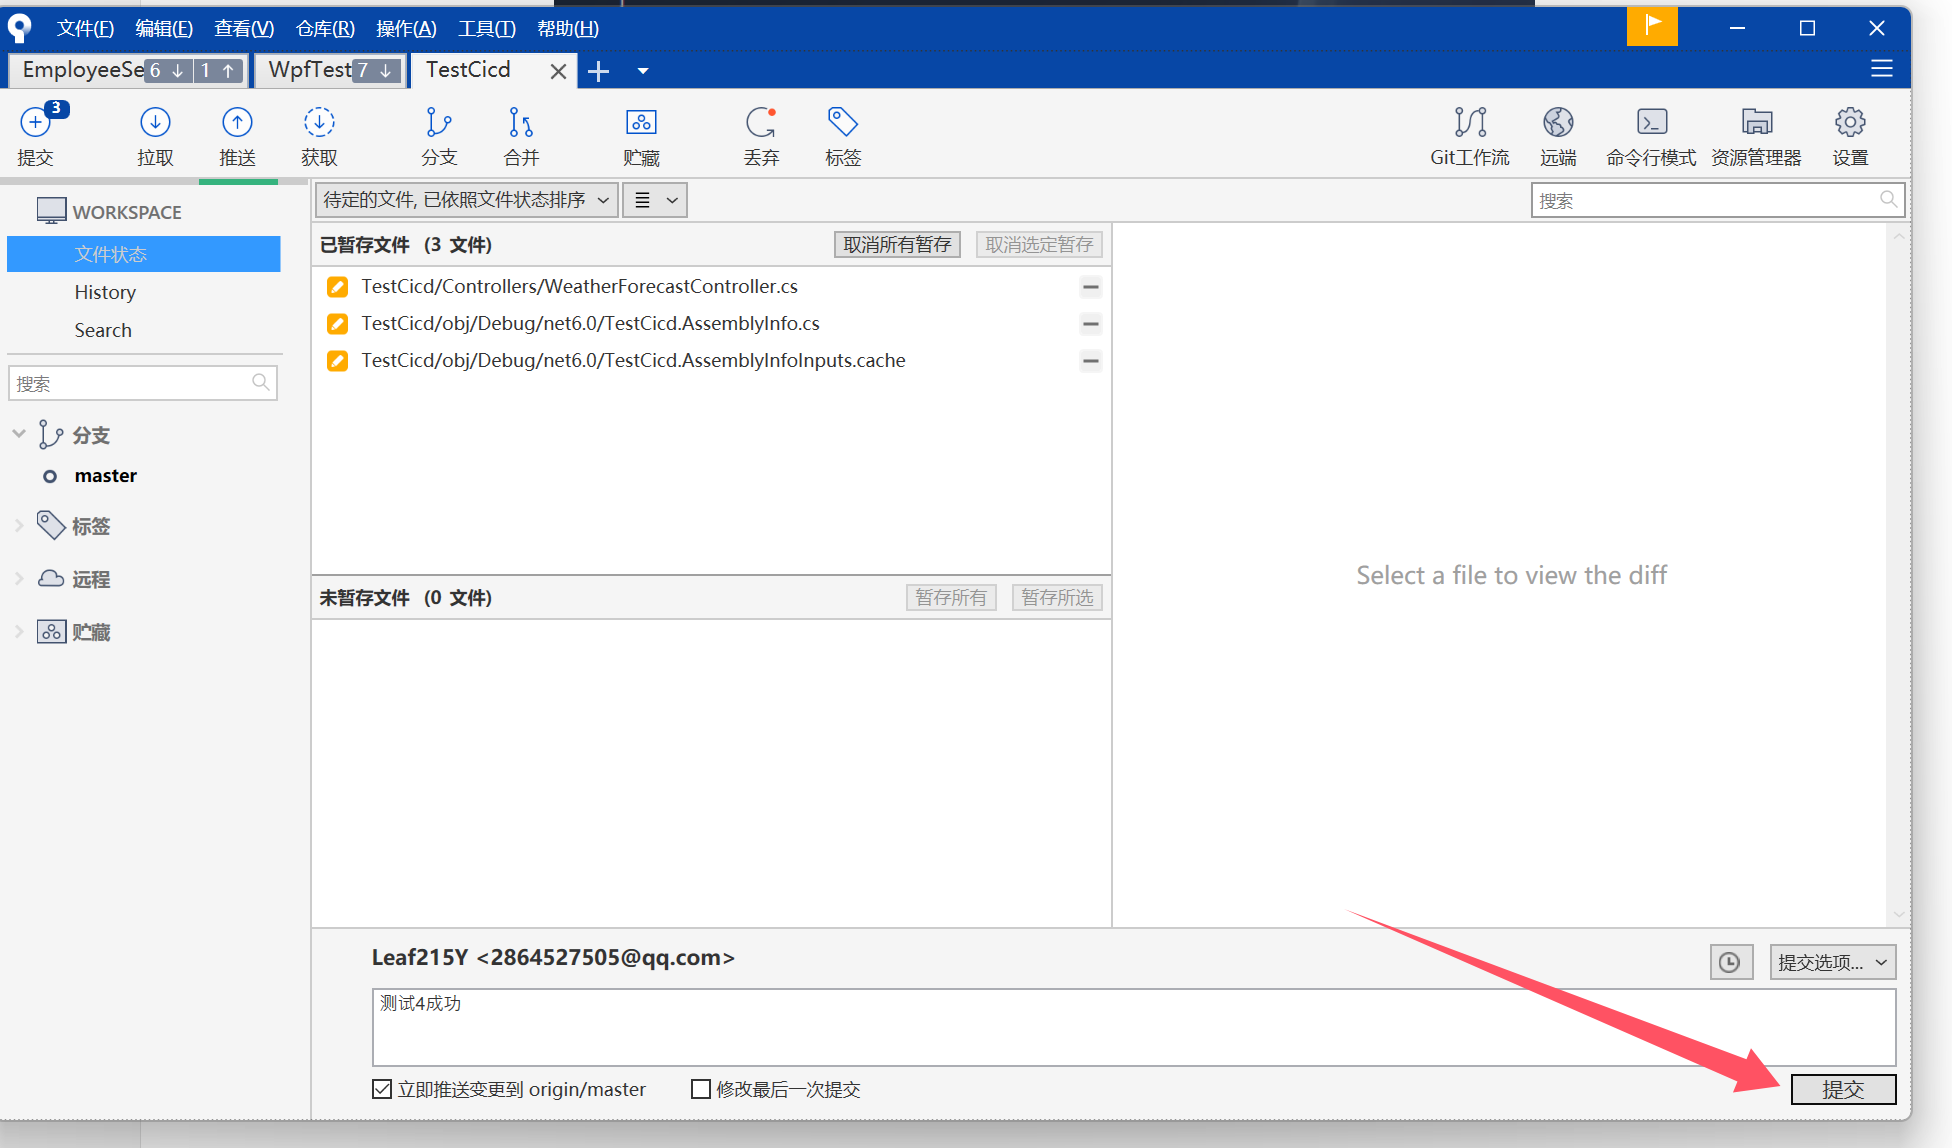 文件(F) 编辑(E) 查看(V) 仓库(R) 操作(A) 工具(T) 帮助(H)
EmployeeSe 6 ↓ 1 ↑ WpfTest 7 ↓ TestCicd
3
提交 拉取 推送 获取 分支 合并 贮藏 丢弃 标签 Git工作流 远端 命令行模式 资源管理器 设置
WORKSPACE
文件状态
History
Search
搜索
分支
master
标签
远程
贮藏
待定的文件, 已依照文件状态排序
搜索
已暂存文件 (3 文件) 取消所有暂存 取消选定暂存
TestCicd/Controllers/WeatherForecastController.cs
TestCicd/obj/Debug/net6.0/TestCicd.AssemblyInfo.cs
TestCicd/obj/Debug/net6.0/TestCicd.AssemblyInfoInputs.cache
未暂存文件 (0 文件) 暂存所有 暂存所选
Select a file to view the diff
Leaf215Y <2864527505@qq.com>
提交选项...
测试4成功
立即推送变更到 origin/master 修改最后一次提交
提交